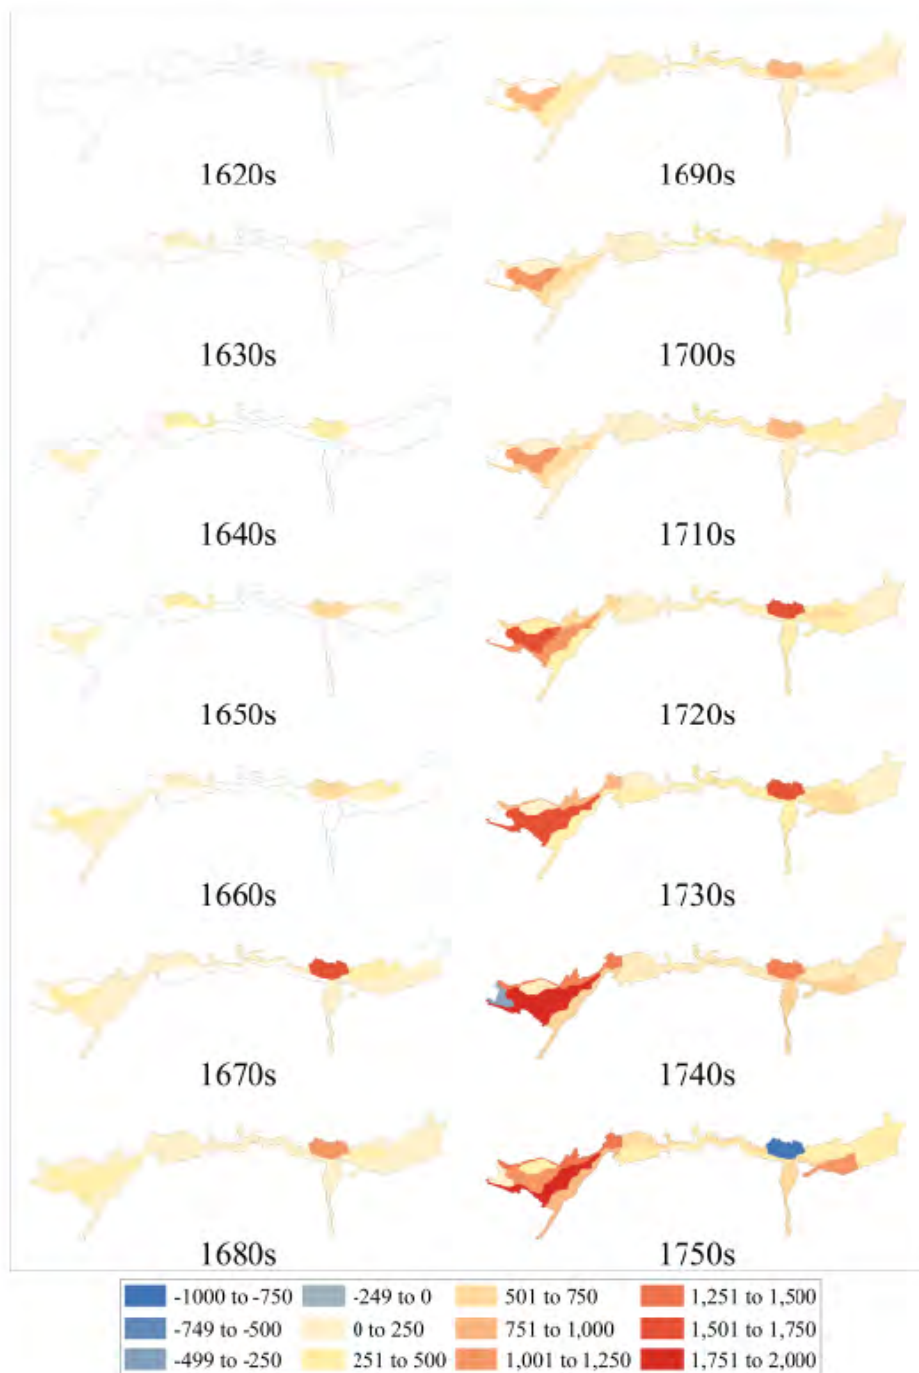 1620s
1690s
1630s
1700s
1640s
1710s
1650s
1720s
1660s
1730s
1670s
1740s
1680s
1750s
-1000 to -750 -249 to 0 501 to 750 1,251 to 1,500
-749 to -500 0 to 250 751 to 1,000 1,501 to 1,750
-499 to -250 251 to 500 1,001 to 1,250 1,751 to 2,000